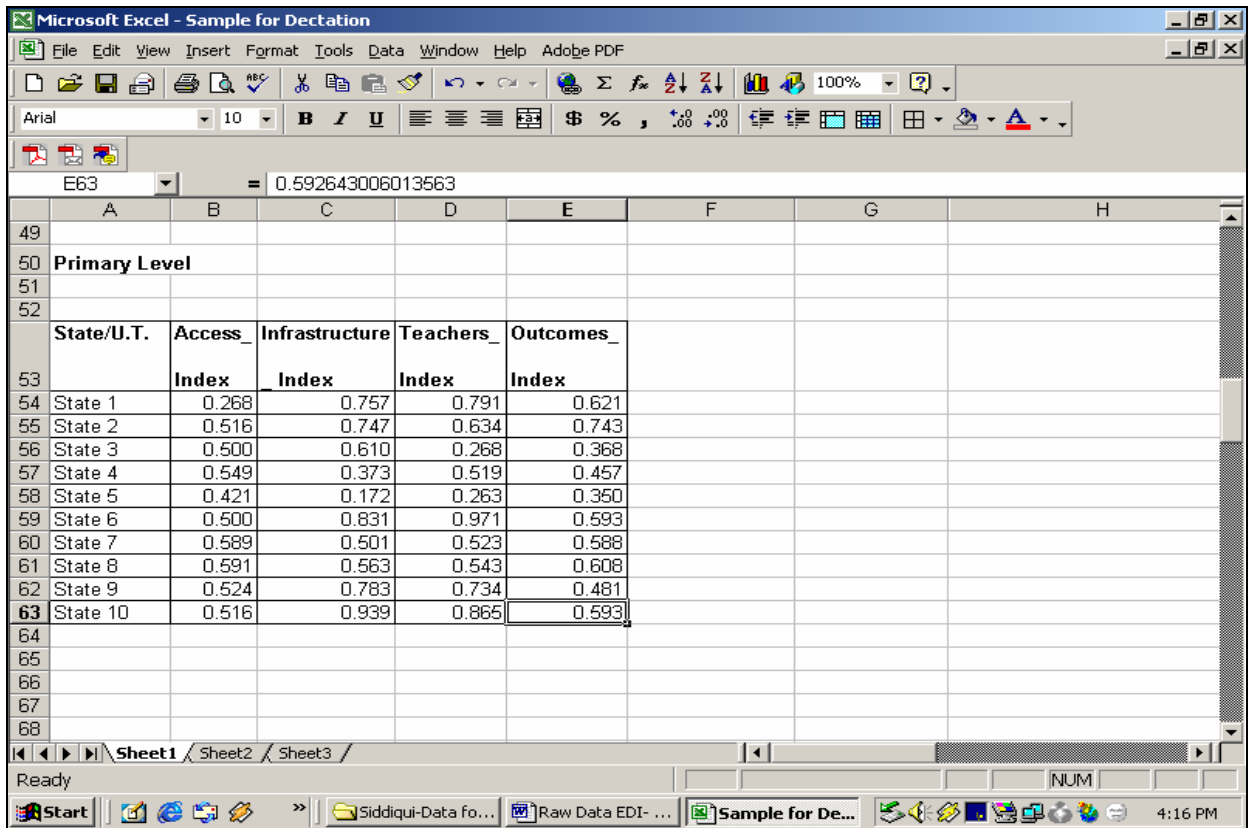 Microsoft Excel - Sample for Dectation
File Edit View Insert Format Tools Data Window Help Adobe PDF
ABC Σ fx 100%
Arial 10 B I U $ % ,
E63 = 0.592643006013563
A B C D E F G H
49
50 Primary Level
51
52
State/U.T. Access_ Infrastructure Teachers_ Outcomes_
53 Index _ Index Index Index
54 State 1 0.268 0.757 0.791 0.621
55 State 2 0.516 0.747 0.634 0.743
56 State 3 0.500 0.610 0.268 0.368
57 State 4 0.549 0.373 0.519 0.457
58 State 5 0.421 0.172 0.263 0.350
59 State 6 0.500 0.831 0.971 0.593
60 State 7 0.589 0.501 0.523 0.588
61 State 8 0.591 0.563 0.543 0.608
62 State 9 0.524 0.783 0.734 0.481
63 State 10 0.516 0.939 0.865 0.593
64
65
66
67
68
Sheet1 / Sheet2 / Sheet3 /
Ready NUM
Start » Siddiqui-Data fo... Raw Data EDI- ... Sample for De... 4:16 PM